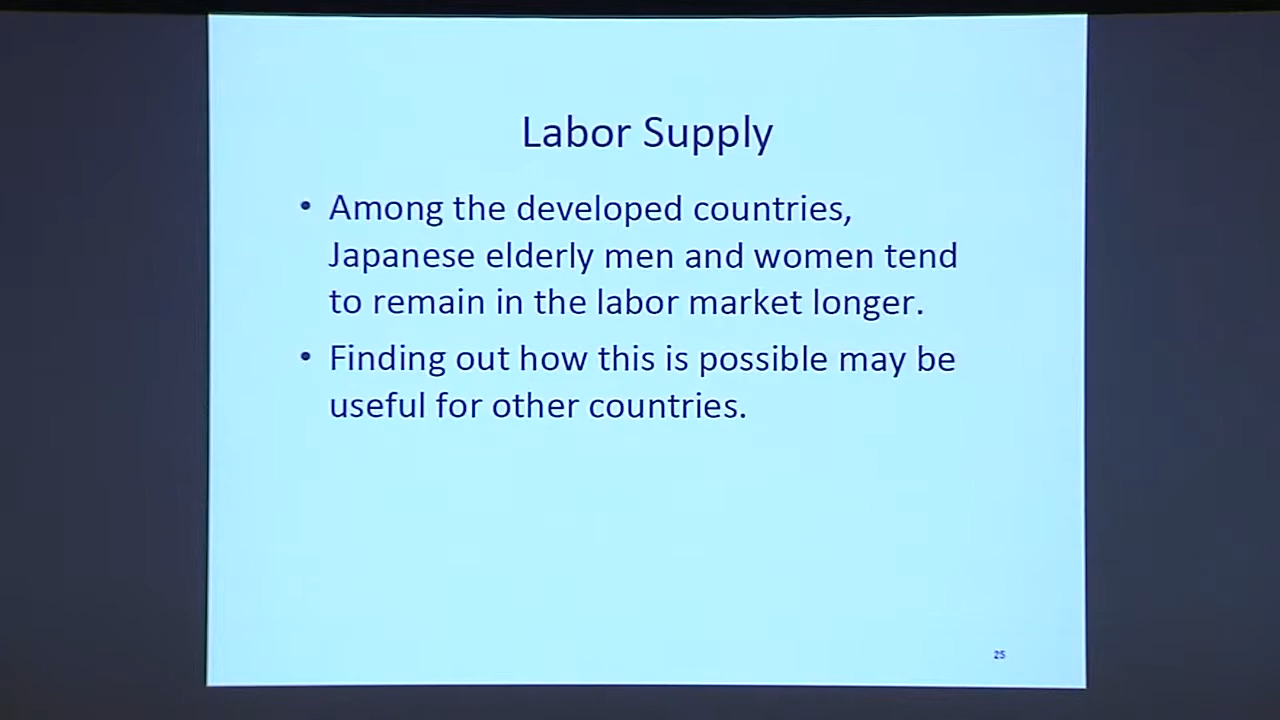 Labor Supply
• Among the developed countries,
Japanese elderly men and women tend
to remain in the labor market longer.
• Finding out how this is possible may be
useful for other countries.
25